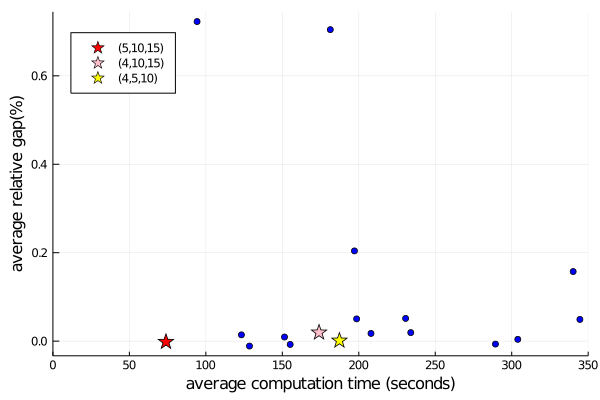 (5,10,15)
(4,10,15)
(4,5,10)
average relative gap(%)
0.6
0.4
0.2
0.0
0 50 100 150 200 250 300 350
average computation time (seconds)